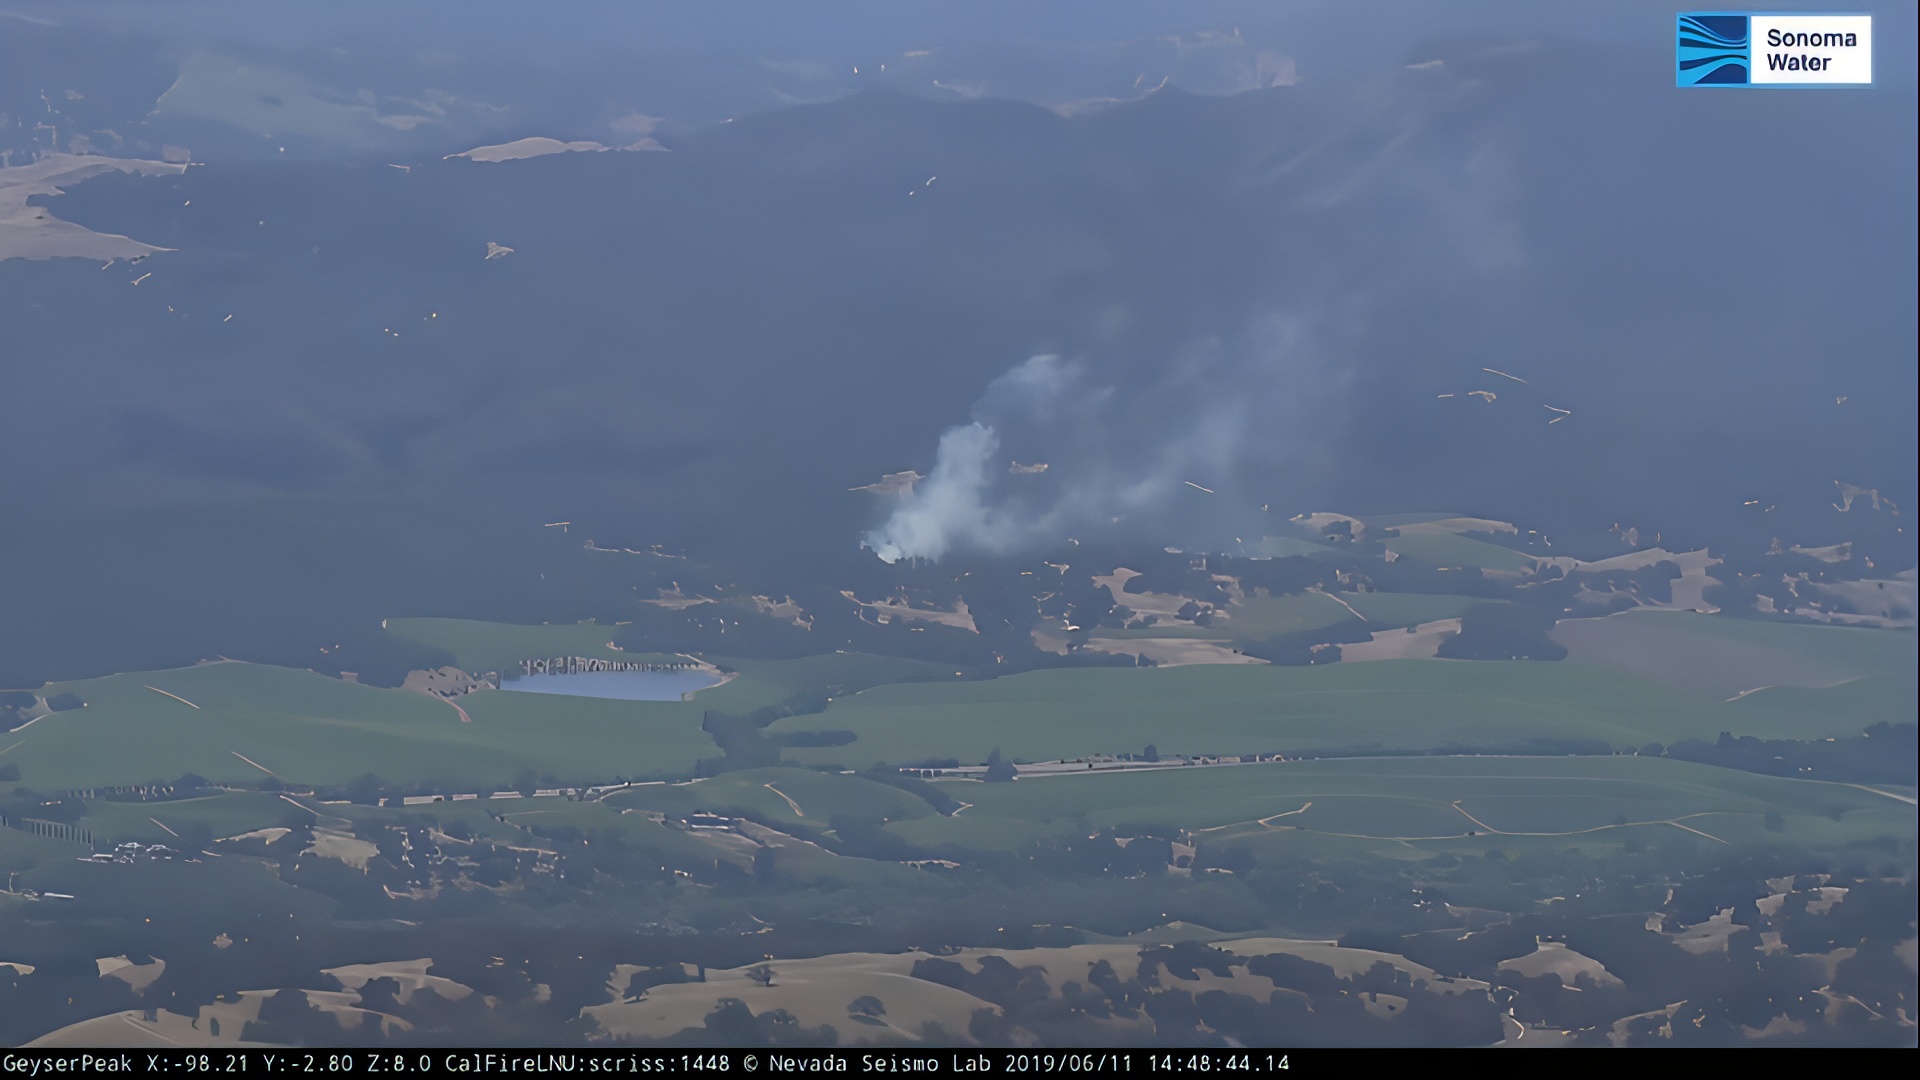 Sonoma
Water
GeyserPeak X:-98.21 Y:-2.80 Z:8.0 CalFireLNU:scriss:1448 © Nevada Seismo Lab 2019/06/11 14:48:44.14